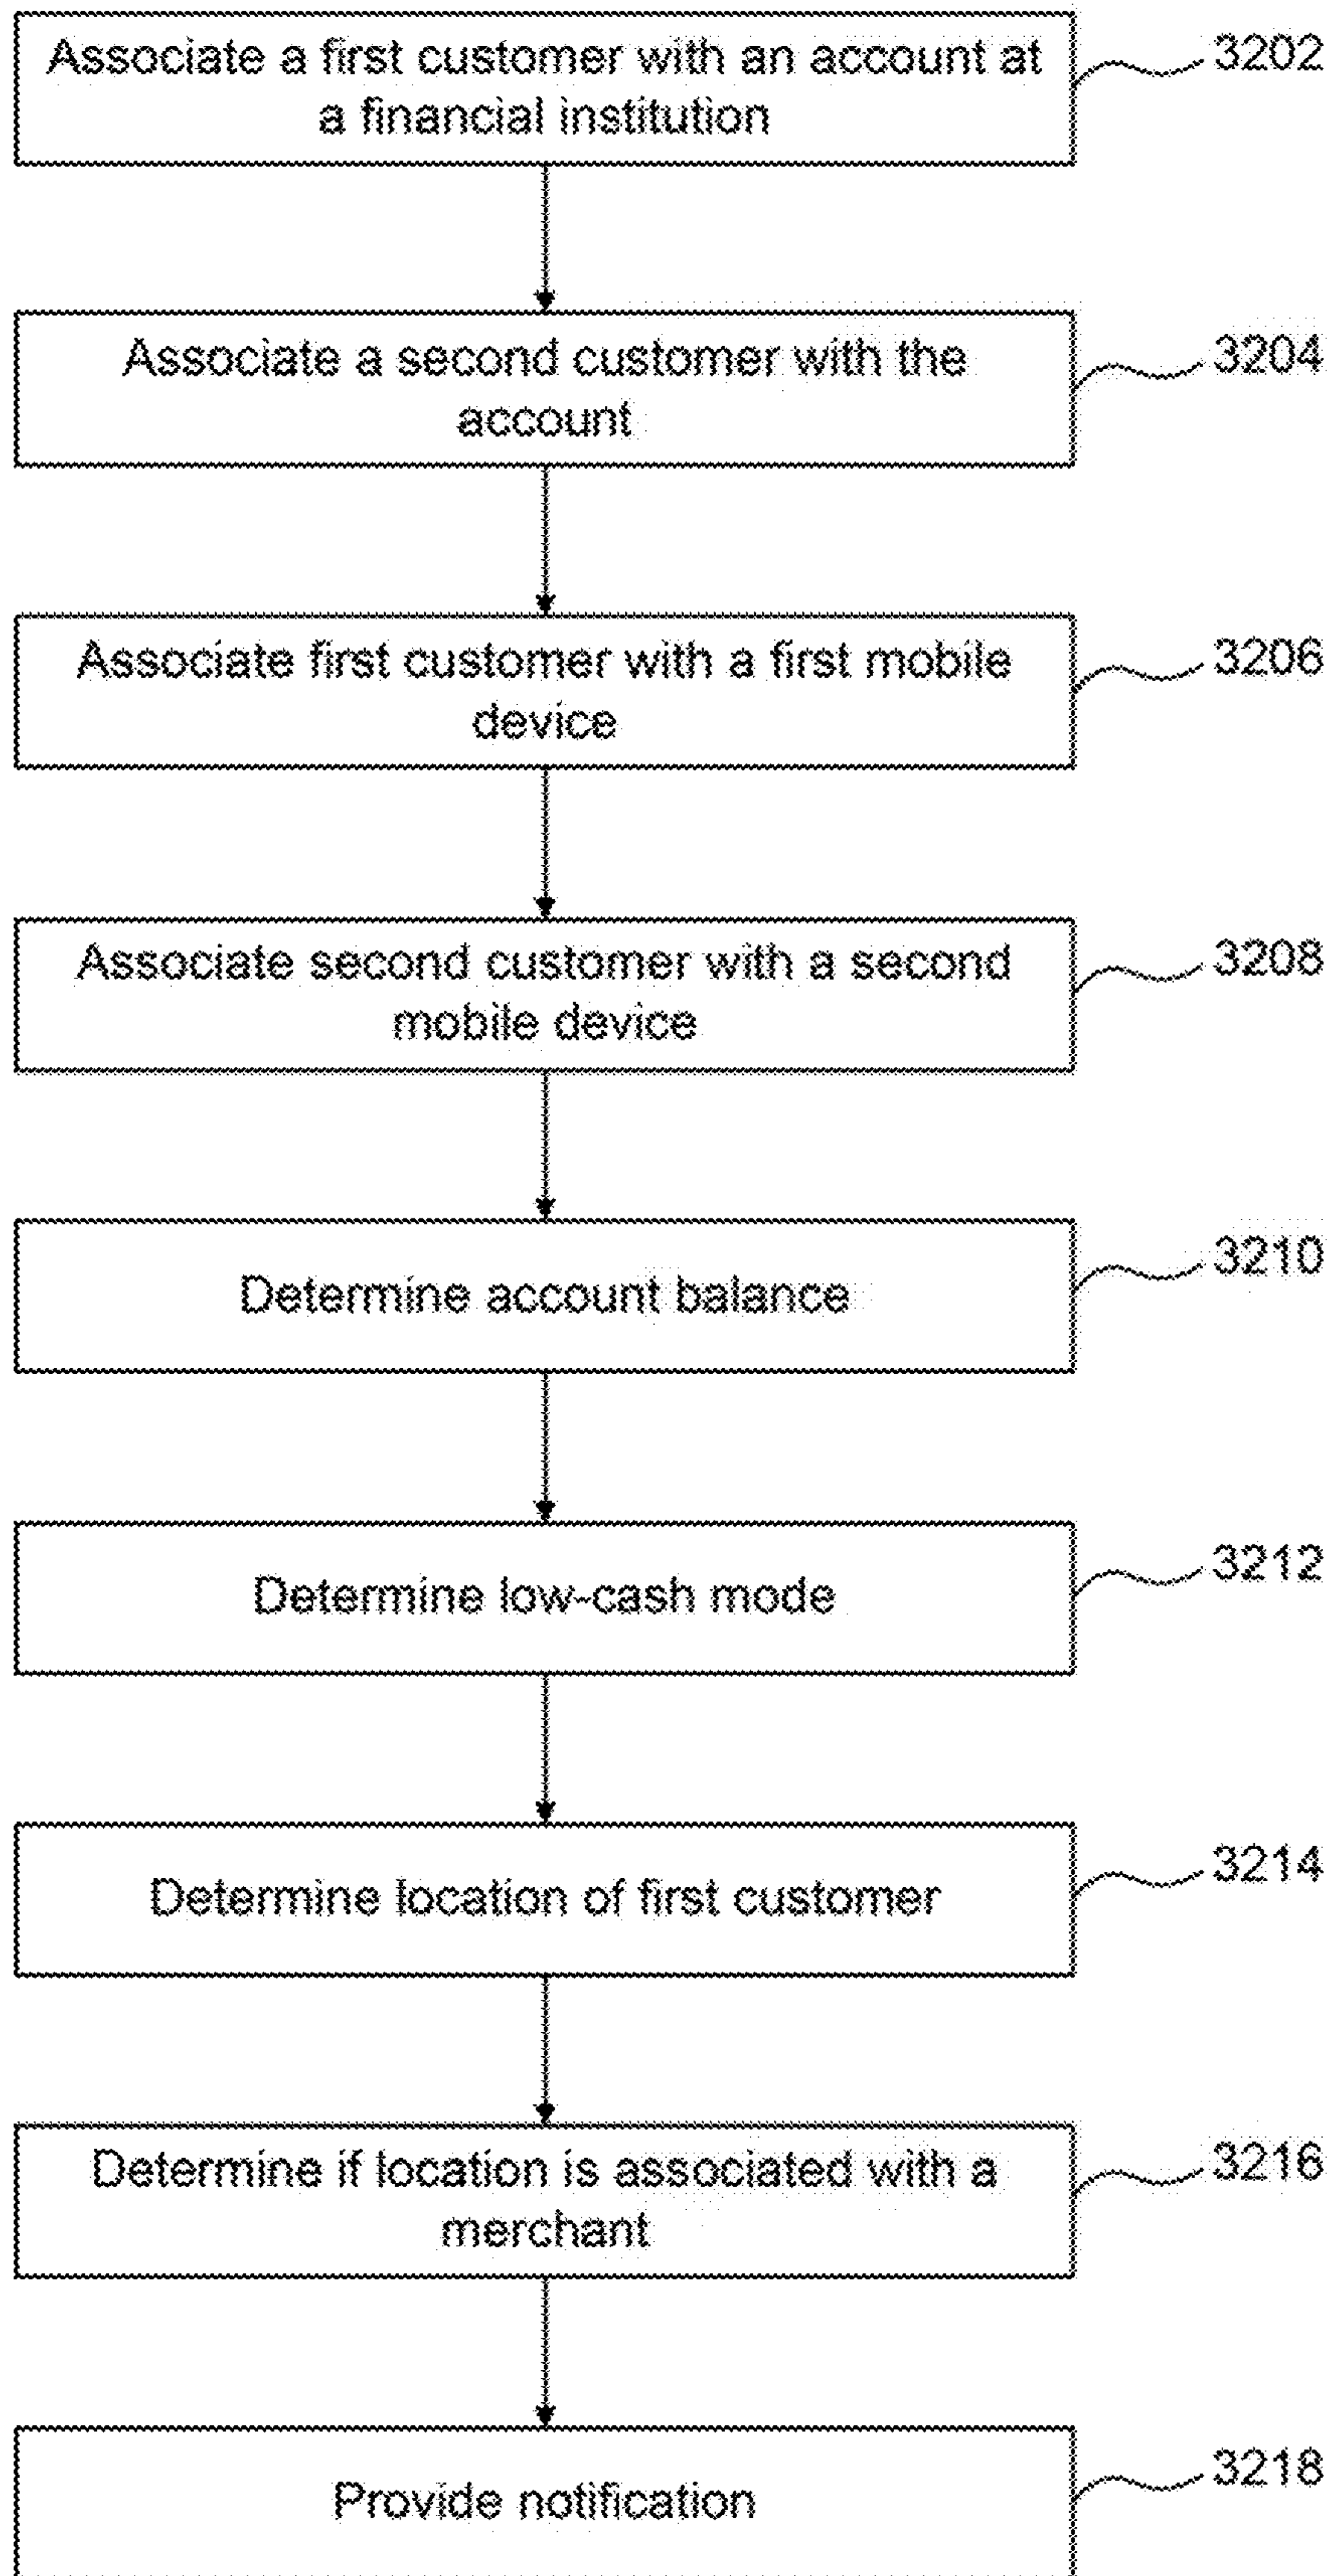 Associate a first customer with an account at
a financial institution
3202
Associate a second customer with the
account
3204
Associate first customer with a first mobile
device
3206
Associate second customer with a second
mobile device
3208
Determine account balance
3210
Determine low-cash mode
3212
Determine location of first customer
3214
Determine if location is associated with a
merchant
3216
Provide notification
3218